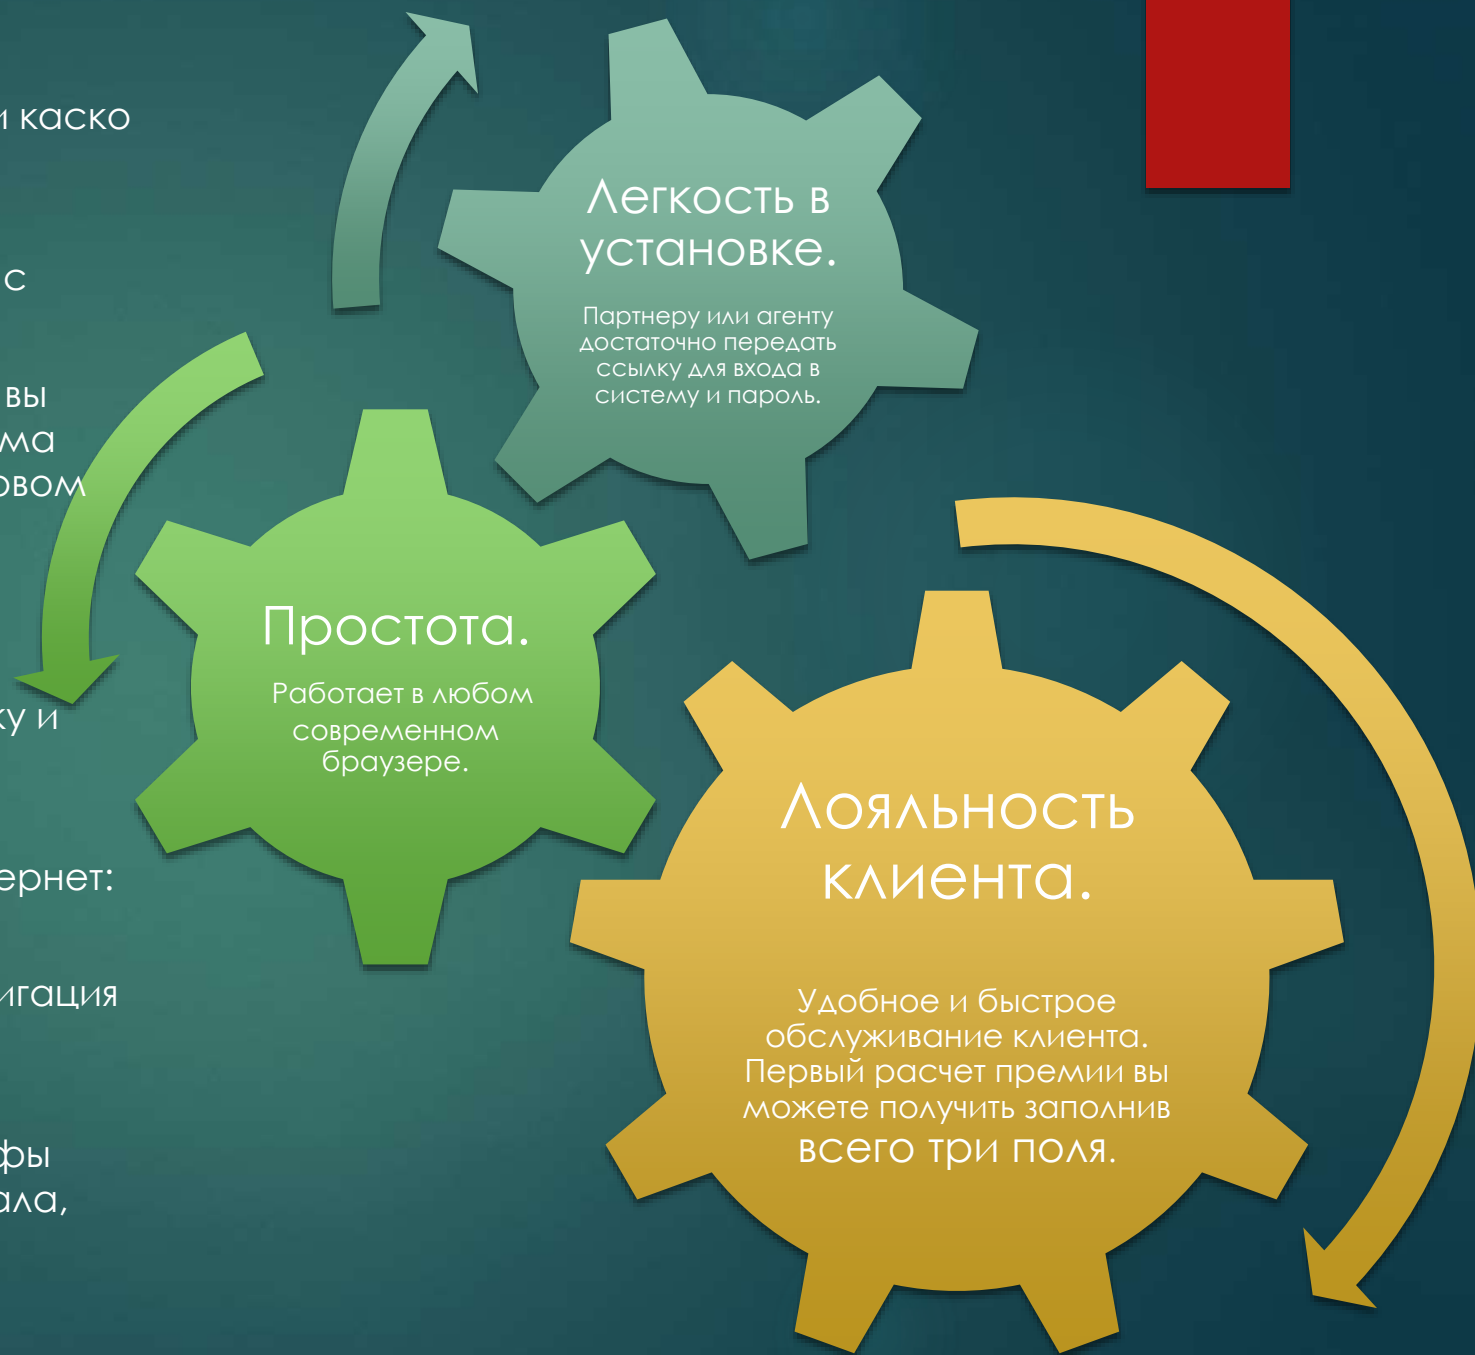 и каско
с
вы
ма
овом
ку и
ернет:
игация
фы
ала,
Легкость в
установке.
Партнеру или агенту
достаточно передать
ссылку для входа в
систему и пароль.
Простота.
Работает в любом
современном
браузере.
Лояльность
клиента.
Удобное и быстрое
обслуживание клиента.
Первый расчет премии вы
можете получить заполнив
всего три поля.